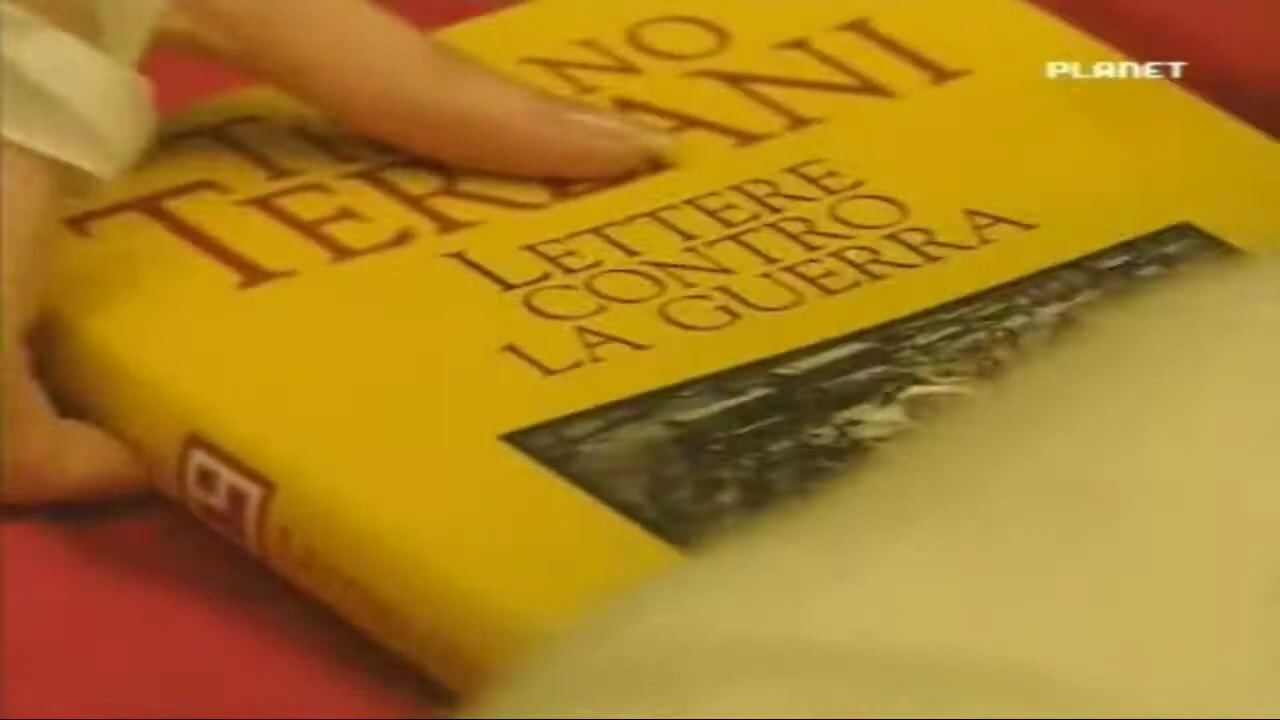 PLANET
T NO
TER ANI
LETTERE
CONTRO
LA GUERRA